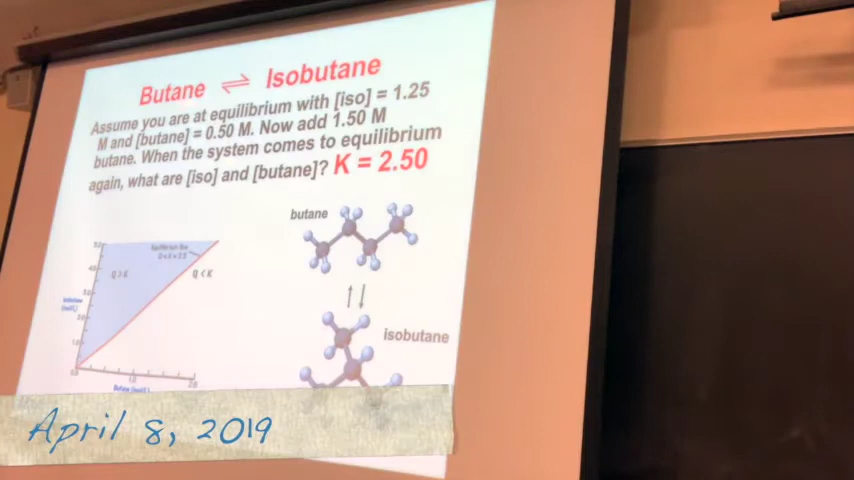 Butane ⇌ Isobutane
Assume you are at equilibrium with [iso] = 1.25
M and [butane] = 0.50 M. Now add 1.50 M
butane. When the system comes to equilibrium
again, what are [iso] and [butane]? K = 2.50
butane
Q > K
Q < K
isobutane
April 8, 2019